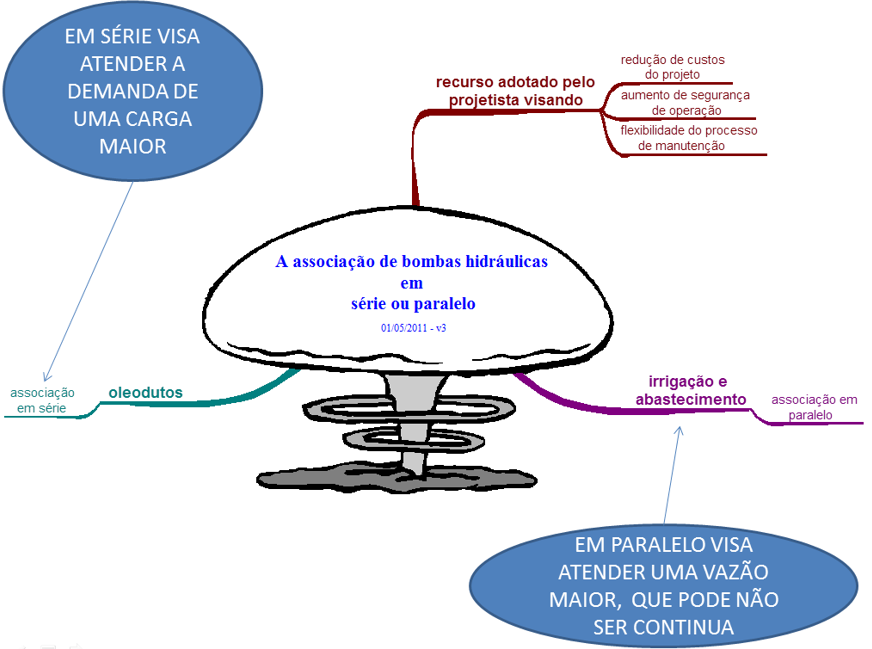 EM SÉRIE VISA
ATENDER A
DEMANDA DE
UMA CARGA
MAIOR
recurso adotado pelo
projetista visando
redução de custos
do projeto
aumento de segurança
de operação
flexibilidade do processo
de manutenção
A associação de bombas hidráulicas
em
série ou paralelo
01/05/2011 - v3
oleodutos
associação
em série
irrigação e
abastecimento
associação em
paralelo
EM PARALELO VISA
ATENDER UMA VAZÃO
MAIOR, QUE PODE NÃO
SER CONTINUA